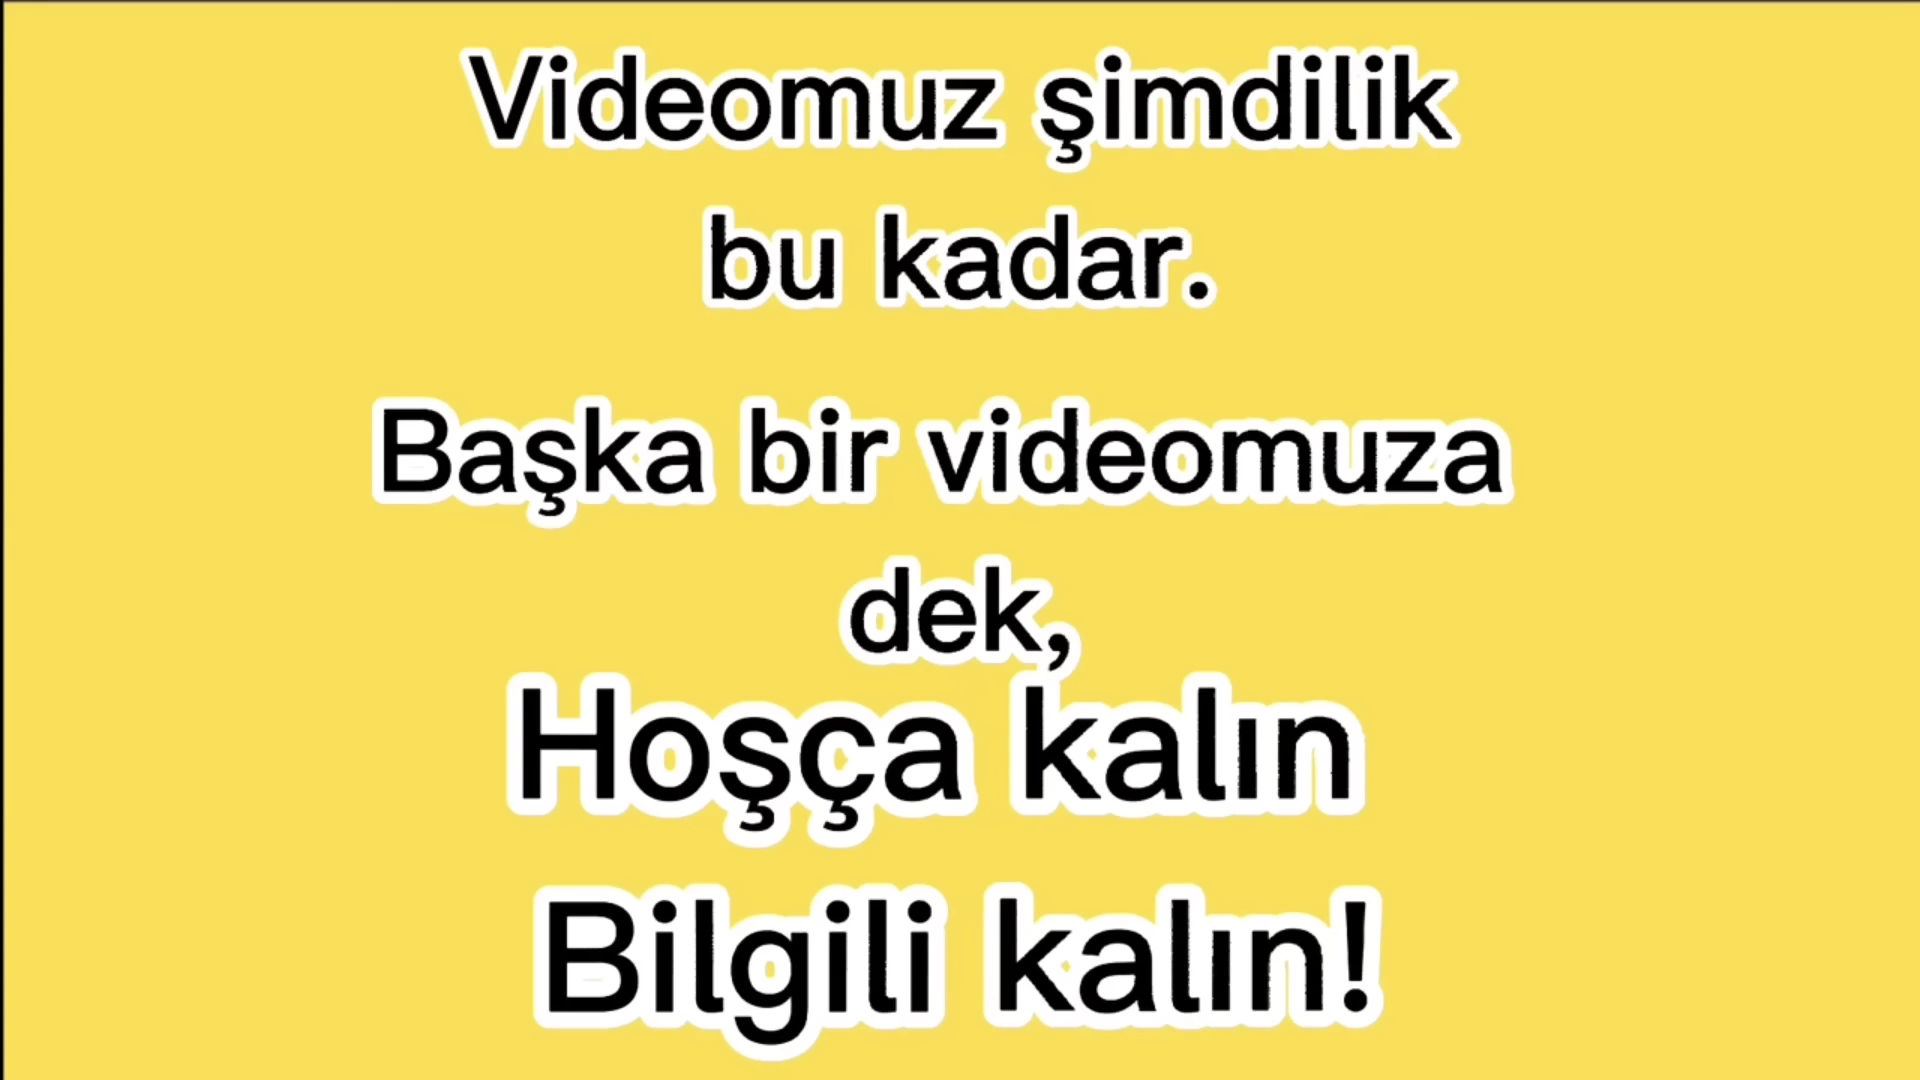 Videomuz şimdilik
bu kadar.
Başka bir videomuza
dek,
Hoşça kalın
Bilgili kalın!